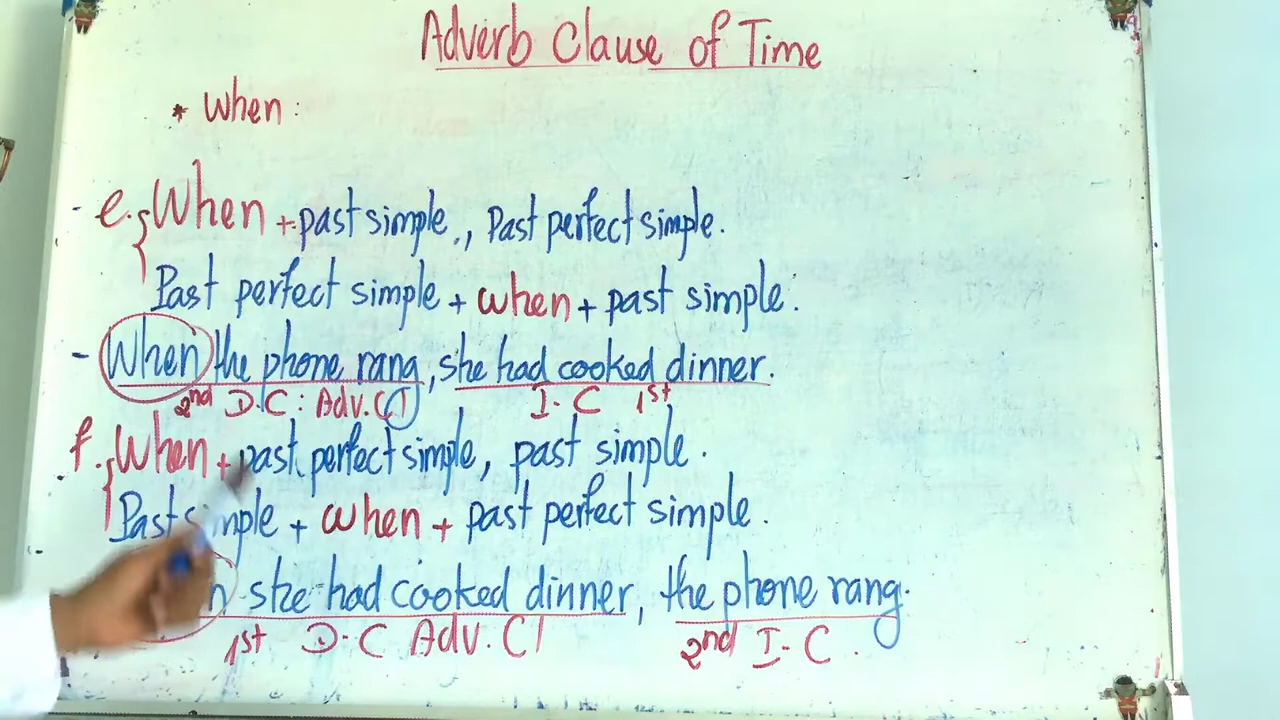 Adverb Clause of Time
* When:
- e. { When + past simple., Past perfect simple.
Past perfect simple + when + past simple.
- When the phone rang, she had cooked dinner.
2nd D.C: Adv.CT I.C 1st
f. { When + past perfect simple, past simple.
Past simple + when + past perfect simple.
she had cooked dinner, the phone rang.
1st D.C Adv.CT 2nd I.C.